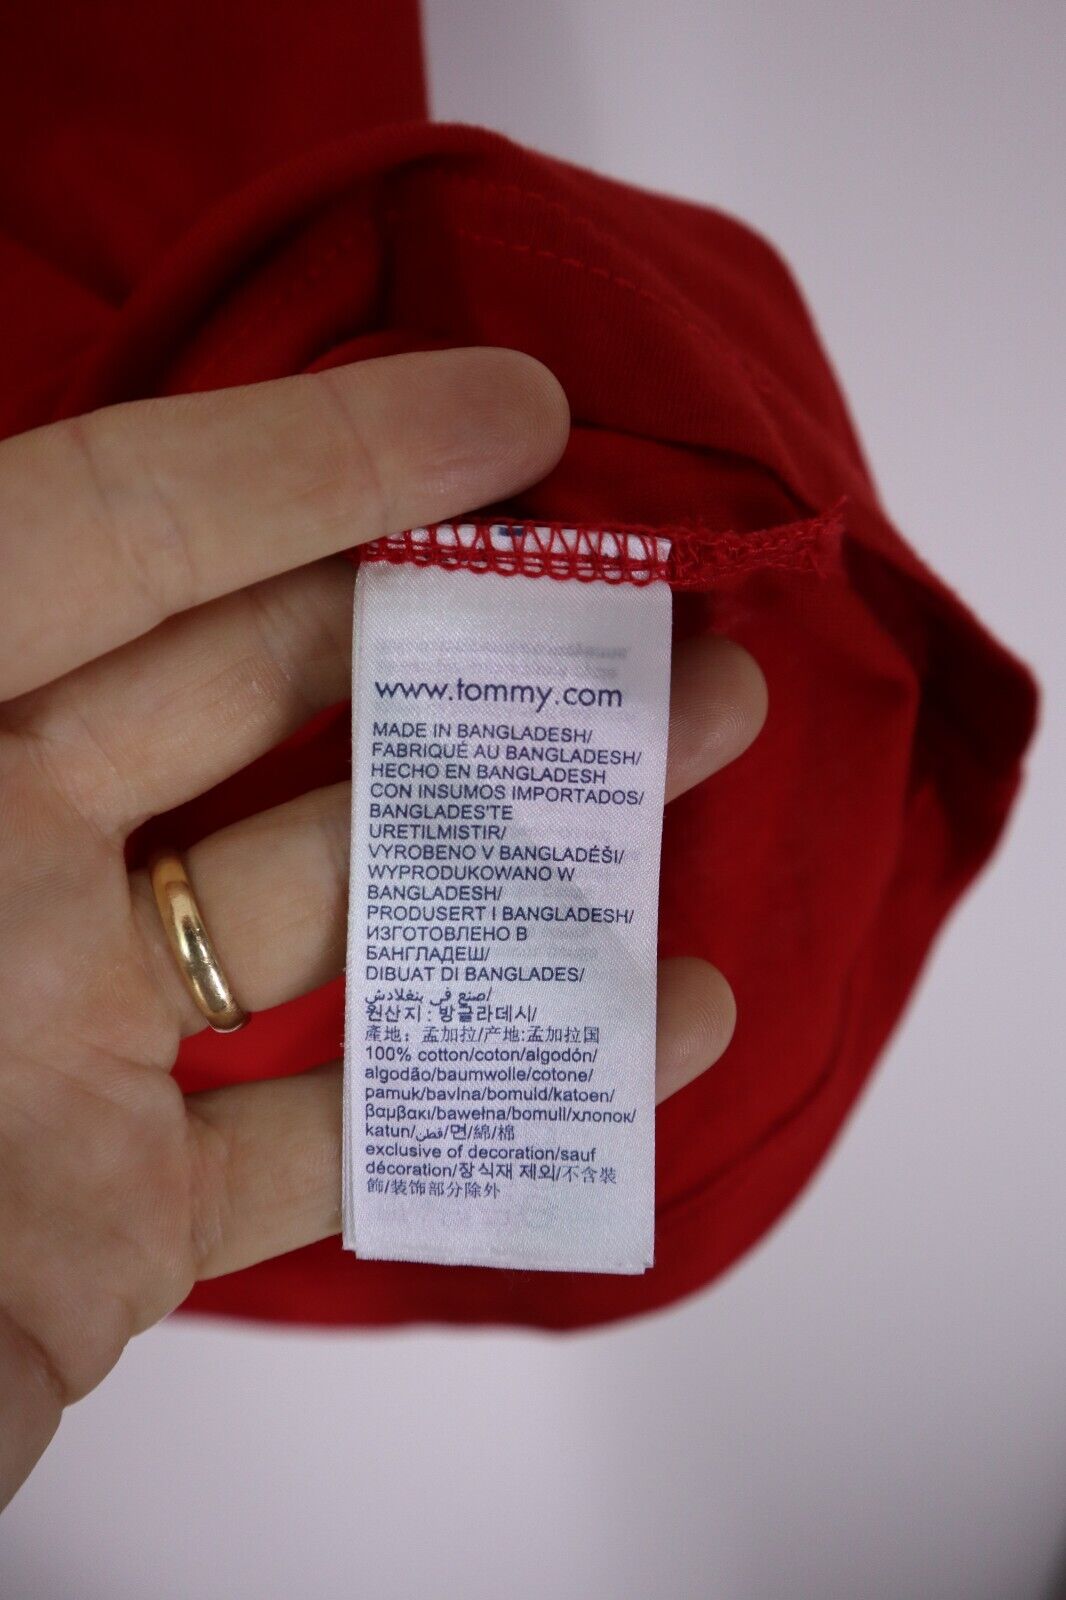 www.tommy.com
MADE IN BANGLADESH/
FABRIQUÉ AU BANGLADESH/
HECHO EN BANGLADESH
CON INSUMOS IMPORTADOS/
BANGLADES'TE
URETILMISTIR/
VYROBENO V BANGLADÉŠI/
WYPRODUKOWANO W
BANGLADESH/
PRODUSERT I BANGLADESH/
ИЗГОТОВЛЕНО В
БАНГЛАДЕШ/
DIBUAT DI BANGLADES/
صنع في بنغلادش/
원산지 : 방글라데시/
產地：孟加拉/产地:孟加拉国
100% cotton/coton/algodón/
algodão/baumwolle/cotone/
pamuk/bavlna/bomuld/katoen/
βαμβακι/bawełna/bomull/хлопок/
katun/قطن/면/綿/棉
exclusive of decoration/sauf
décoration/장식재 제외/不含裝
飾/装饰部分除外